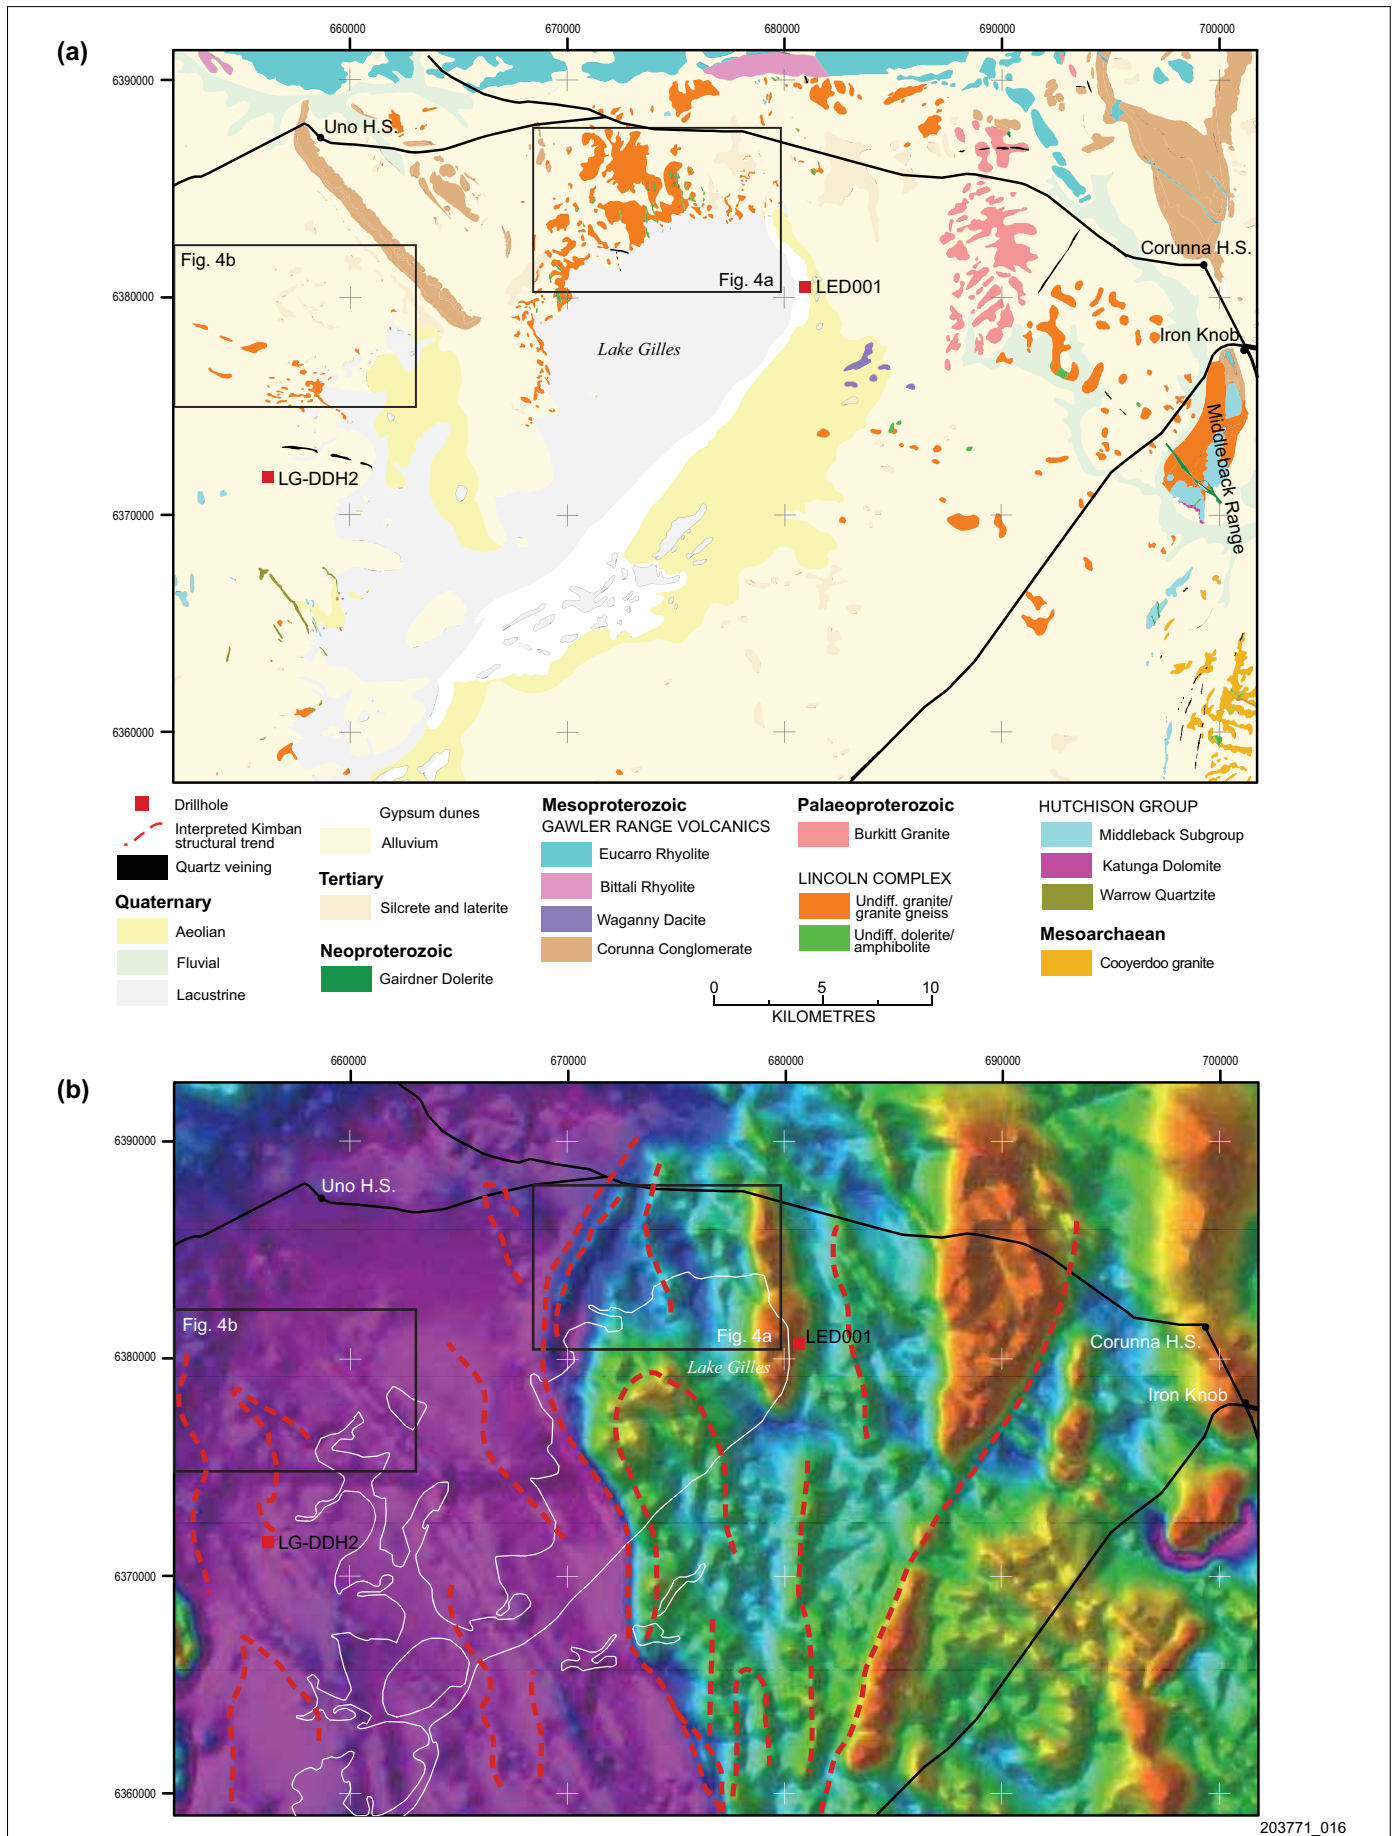 (a)
660000 670000 680000 690000 700000
6390000
Uno H.S.
Corunna H.S.
Fig. 4b
Fig. 4a
LED001
6380000
Iron Knob
Lake Gilles
Middleback Range
LG-DDH2
6370000
6360000
Drillhole
Interpreted Kimban
structural trend
Quartz veining
Quaternary
Aeolian
Fluvial
Lacustrine
Gypsum dunes
Alluvium
Tertiary
Silcrete and laterite
Neoproterozoic
Gairdner Dolerite
Mesoproterozoic
GAWLER RANGE VOLCANICS
Eucarro Rhyolite
Bittali Rhyolite
Waganny Dacite
Corunna Conglomerate
Palaeoproterozoic
Burkitt Granite
LINCOLN COMPLEX
Undiff. granite/
granite gneiss
Undiff. dolerite/
amphibolite
HUTCHISON GROUP
Middleback Subgroup
Katunga Dolomite
Warrow Quartzite
Mesoarchaean
Cooyerdoo granite
0 5 10
KILOMETRES
(b)
660000 670000 680000 690000 700000
6390000
Uno H.S.
Fig. 4b
Fig. 4a
LED001
Corunna H.S.
6380000
Lake Gilles
Iron Knob
LG-DDH2
6370000
6360000
203771_016